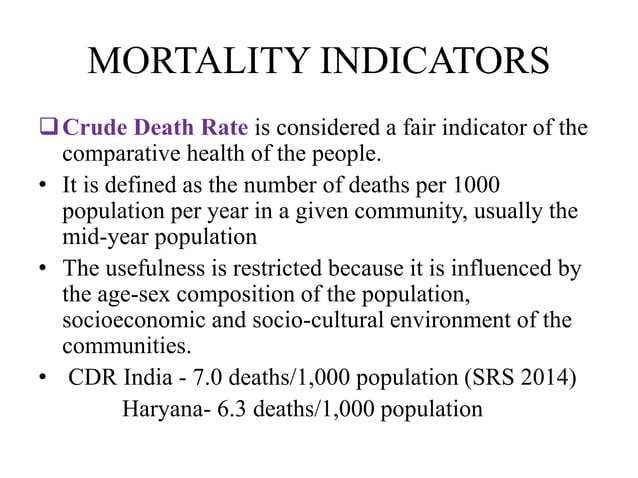 MORTALITY INDICATORS
❑Crude Death Rate is considered a fair indicator of the
comparative health of the people.
• It is defined as the number of deaths per 1000
population per year in a given community, usually the
mid-year population
• The usefulness is restricted because it is influenced by
the age-sex composition of the population,
socioeconomic and socio-cultural environment of the
communities.
• CDR India - 7.0 deaths/1,000 population (SRS 2014)
Haryana- 6.3 deaths/1,000 population